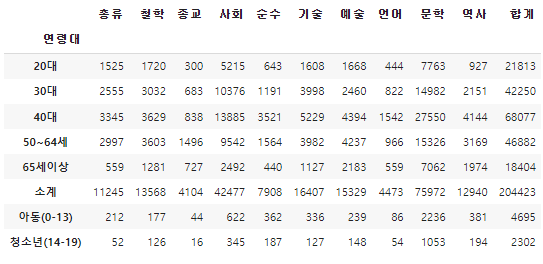 총류 철학 종교 사회 순수 기술 예술 언어 문학 역사 합계
연령대
20대 1525 1720 300 5215 643 1608 1668 444 7763 927 21813
30대 2555 3032 683 10376 1191 3998 2460 822 14982 2151 42250
40대 3345 3629 838 13885 3521 5229 4394 1542 27550 4144 68077
50~64세 2997 3603 1496 9542 1564 3982 4237 966 15326 3169 46882
65세이상 559 1281 727 2492 440 1127 2183 559 7062 1974 18404
소계 11245 13568 4104 42477 7908 16407 15329 4473 75972 12940 204423
아동(0-13) 212 177 44 622 362 336 239 86 2236 381 4695
청소년(14-19) 52 126 16 345 187 127 148 54 1053 194 2302